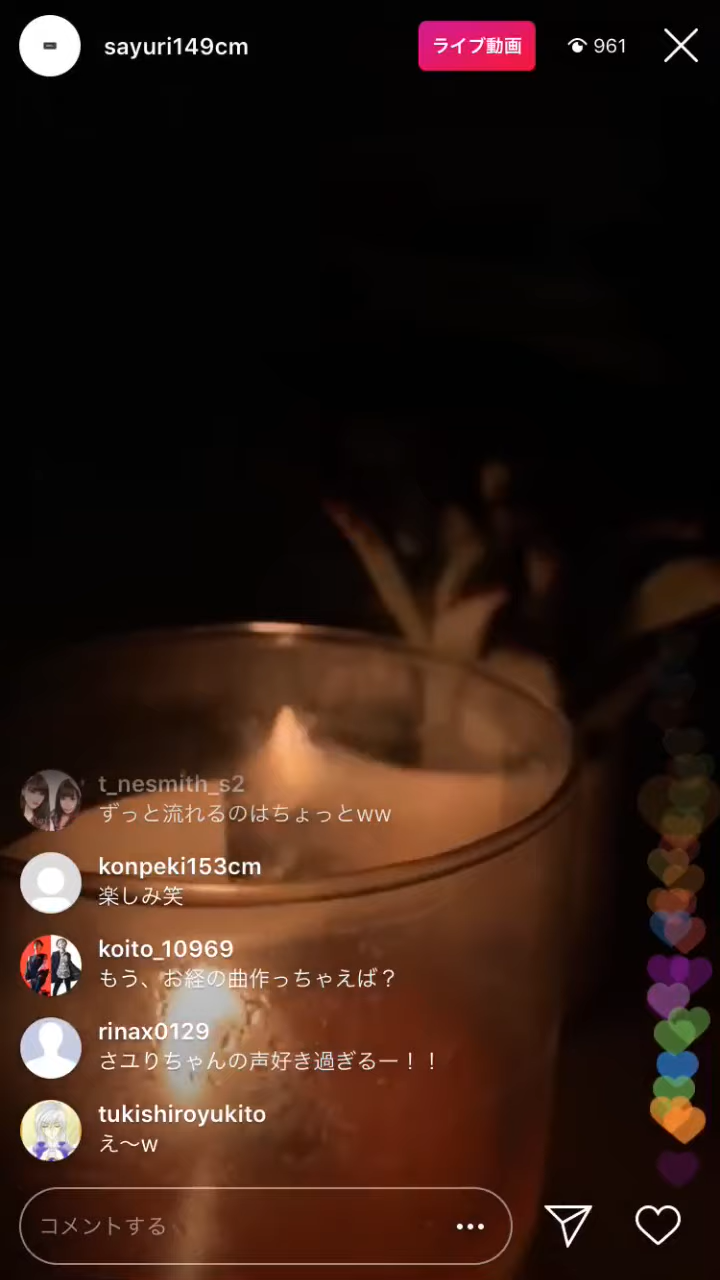 sayuri149cm
ライブ動画
961
t_nesmith_s2
ずっと流れるのはちょっとww
konpeki153cm
楽しみ笑
koito_10969
もう、お経の曲作っちゃえば？
rinax0129
さユりちゃんの声好き過ぎるー！！
tukishiroyukito
え〜w
コメントする